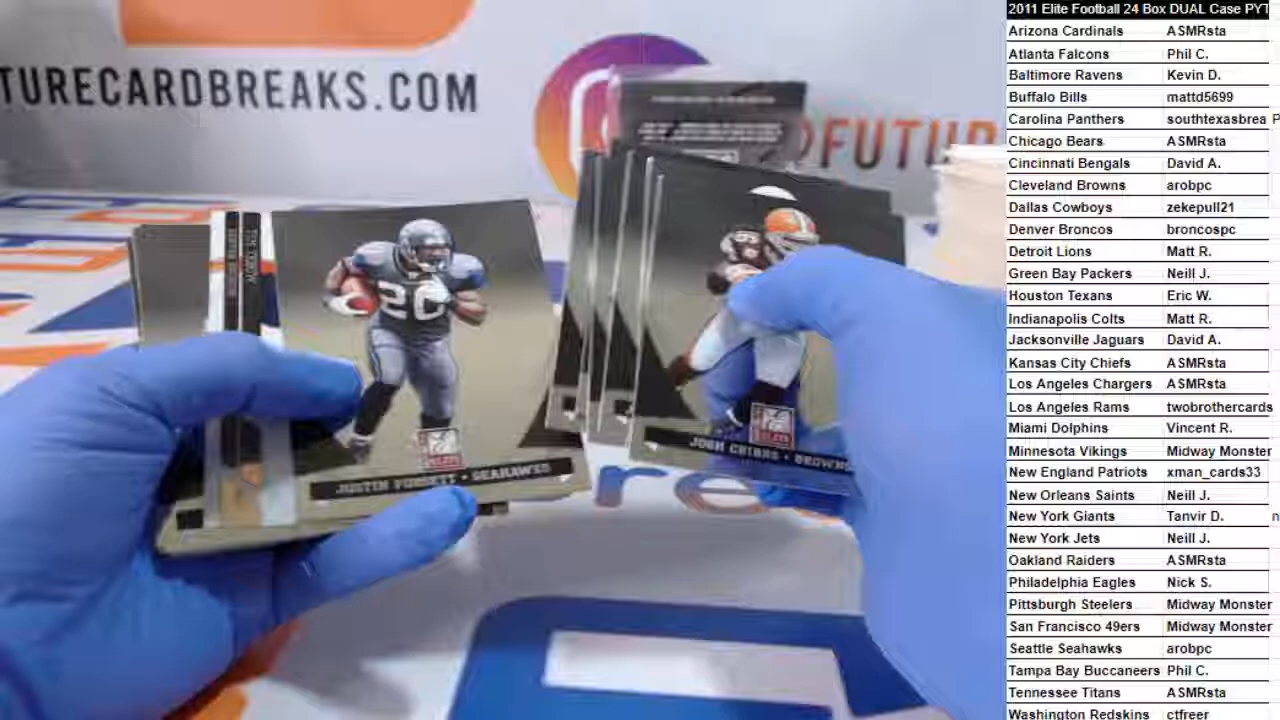 TURECARDBREAKS.COM
FUTUR
20
JUSTIN FORSETT • SEAHAWKS
JOSH CRIBBS • BROWNS
re
2011 Elite Football 24 Box DUAL Case PYT
Arizona Cardinals ASMRsta
Atlanta Falcons Phil C.
Baltimore Ravens Kevin D.
Buffalo Bills mattd5699
Carolina Panthers southtexasbrea P
Chicago Bears ASMRsta
Cincinnati Bengals David A.
Cleveland Browns arobpc
Dallas Cowboys zekepull21
Denver Broncos broncospc
Detroit Lions Matt R.
Green Bay Packers Neill J.
Houston Texans Eric W.
Indianapolis Colts Matt R.
Jacksonville Jaguars David A.
Kansas City Chiefs ASMRsta
Los Angeles Chargers ASMRsta
Los Angeles Rams twobrothercards
Miami Dolphins Vincent R.
Minnesota Vikings Midway Monster
New England Patriots xman_cards33
New Orleans Saints Neill J.
New York Giants Tanvir D. n
New York Jets Neill J.
Oakland Raiders ASMRsta
Philadelphia Eagles Nick S.
Pittsburgh Steelers Midway Monster
San Francisco 49ers Midway Monster
Seattle Seahawks arobpc
Tampa Bay Buccaneers Phil C.
Tennessee Titans ASMRsta
Washington Redskins ctfreer